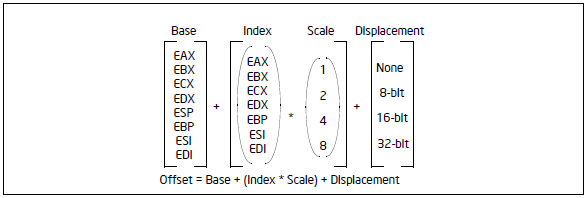 Base Index Scale Displacement
EAX EAX 1 None
EBX EBX
ECX ECX 2 8-bit
EDX + EDX * + 
ESP EBP 4 16-bit
EBP ESI
ESI EDI 8 32-bit
EDI
Offset = Base + (Index * Scale) + Displacement